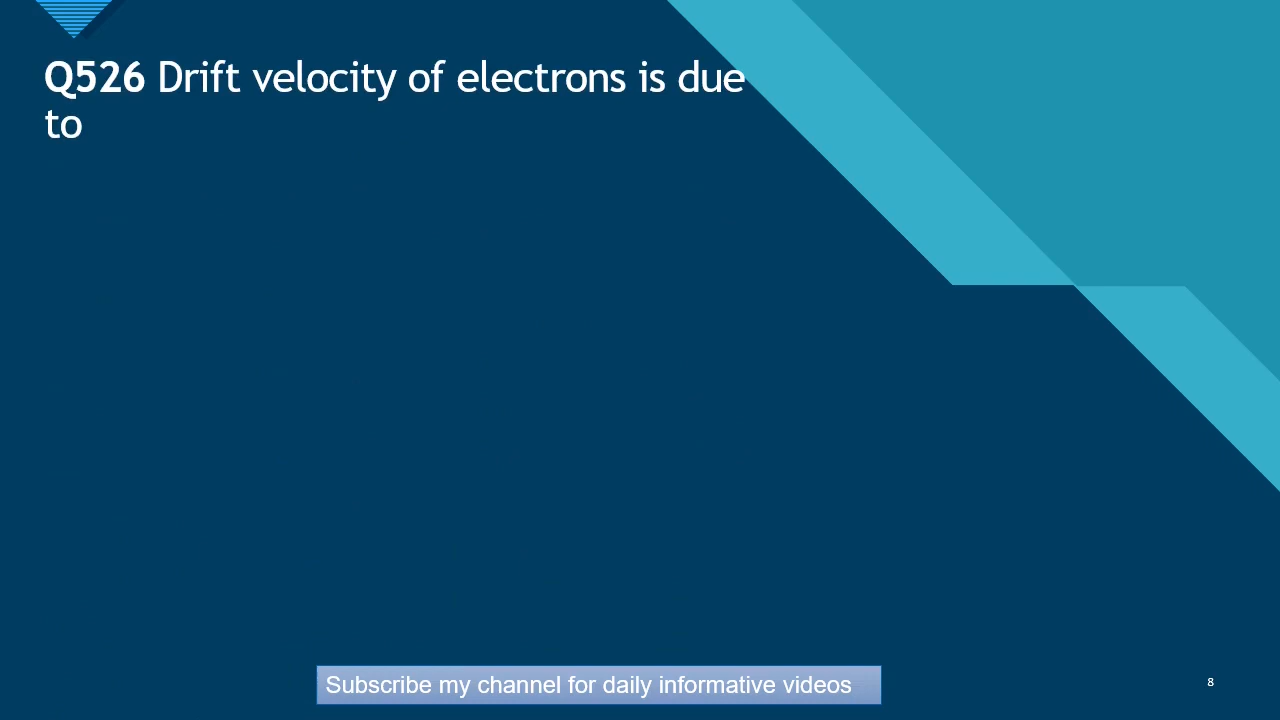 Q526 Drift velocity of electrons is due
to
Subscribe my channel for daily informative videos
8